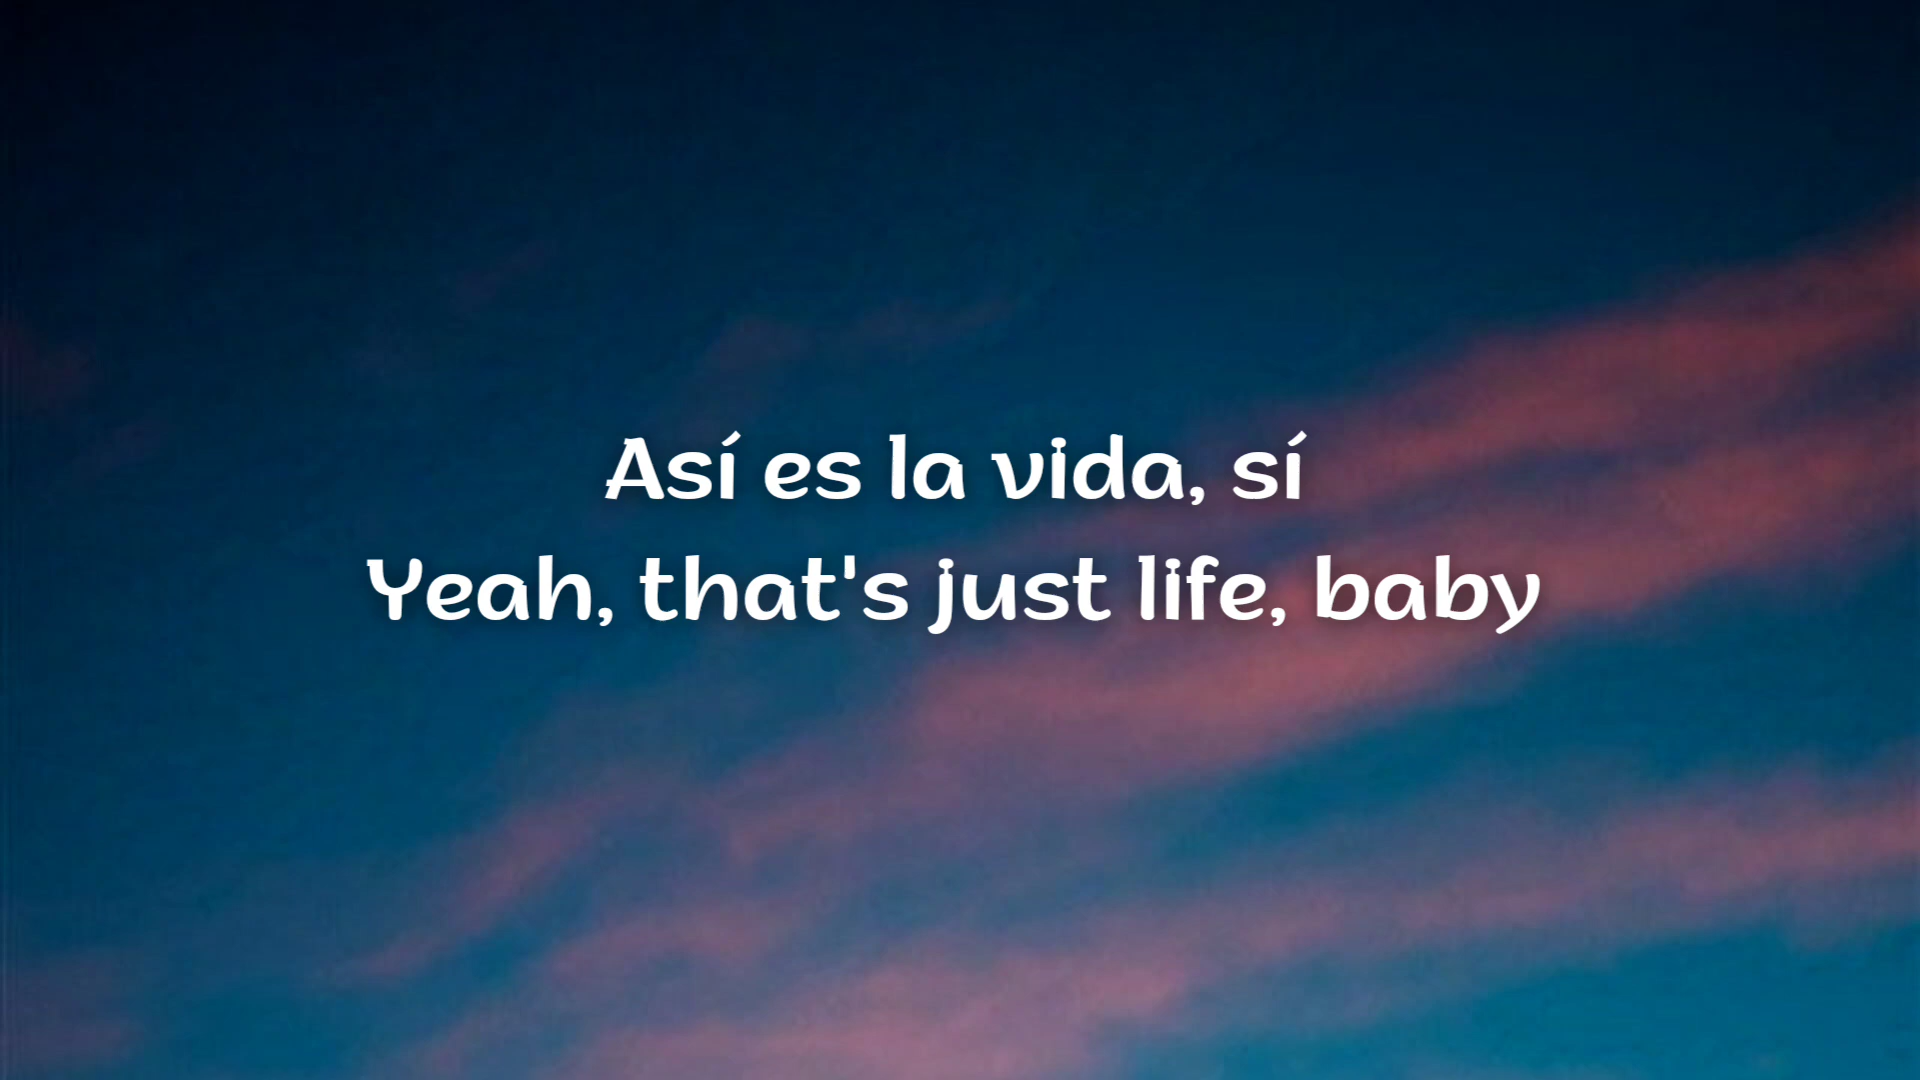 Así es la vida, sí
Yeah, that's just life, baby